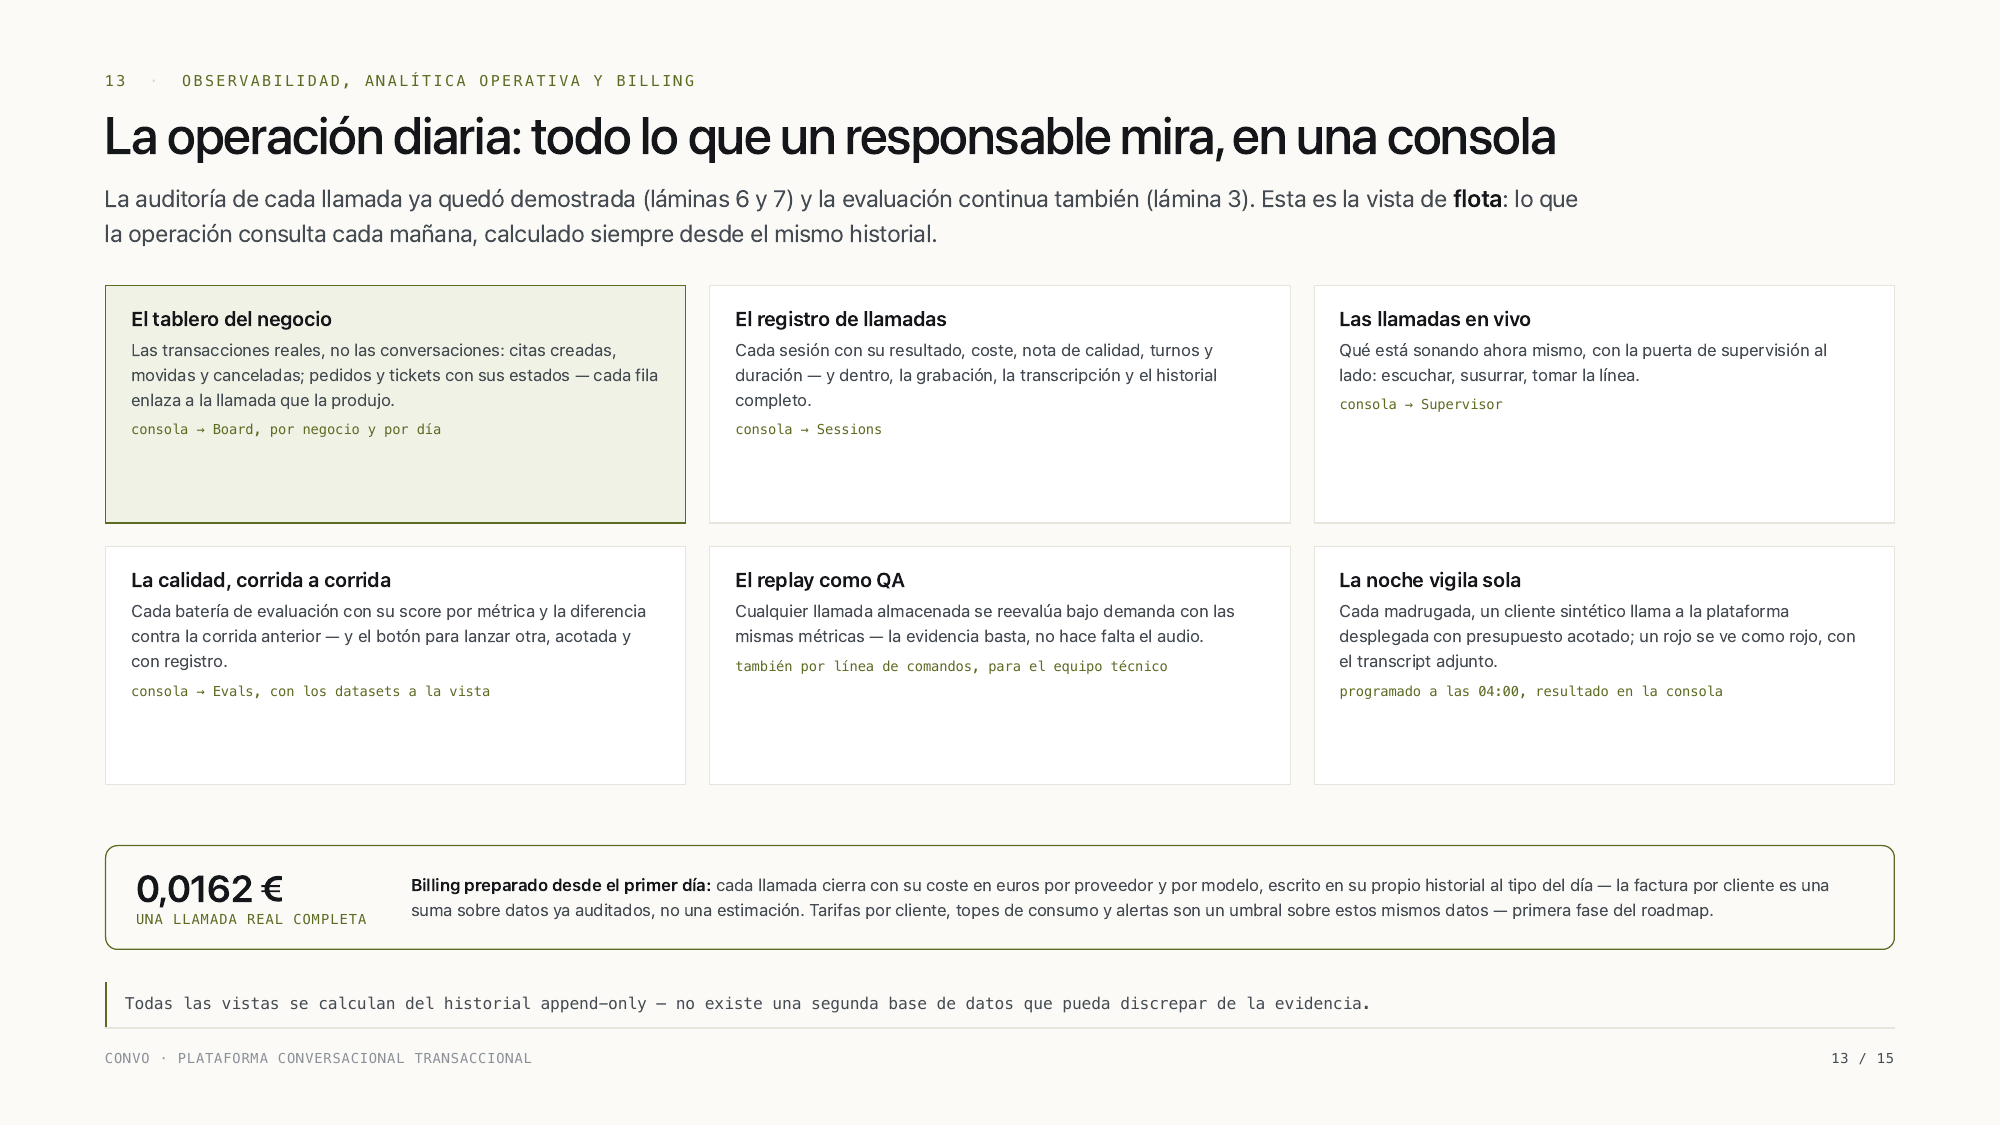 13 · OBSERVABILIDAD, ANALÍTICA OPERATIVA Y BILLING
La operación diaria: todo lo que un responsable mira, en una consola
La auditoría de cada llamada ya quedó demostrada (láminas 6 y 7) y la evaluación continua también (lámina 3). Esta es la vista de flota: lo que
la operación consulta cada mañana, calculado siempre desde el mismo historial.
El tablero del negocio
Las transacciones reales, no las conversaciones: citas creadas,
movidas y canceladas; pedidos y tickets con sus estados — cada fila
enlaza a la llamada que la produjo.
consola → Board, por negocio y por día
El registro de llamadas
Cada sesión con su resultado, coste, nota de calidad, turnos y
duración — y dentro, la grabación, la transcripción y el historial
completo.
consola → Sessions
Las llamadas en vivo
Qué está sonando ahora mismo, con la puerta de supervisión al
lado: escuchar, susurrar, tomar la línea.
consola → Supervisor
La calidad, corrida a corrida
Cada batería de evaluación con su score por métrica y la diferencia
contra la corrida anterior — y el botón para lanzar otra, acotada y
con registro.
consola → Evals, con los datasets a la vista
El replay como QA
Cualquier llamada almacenada se reevalúa bajo demanda con las
mismas métricas — la evidencia basta, no hace falta el audio.
también por línea de comandos, para el equipo técnico
La noche vigila sola
Cada madrugada, un cliente sintético llama a la plataforma
desplegada con presupuesto acotado; un rojo se ve como rojo, con
el transcript adjunto.
programado a las 04:00, resultado en la consola
0,0162 €
UNA LLAMADA REAL COMPLETA
Billing preparado desde el primer día: cada llamada cierra con su coste en euros por proveedor y por modelo, escrito en su propio historial al tipo del día — la factura por cliente es una
suma sobre datos ya auditados, no una estimación. Tarifas por cliente, topes de consumo y alertas son un umbral sobre estos mismos datos — primera fase del roadmap.
Todas las vistas se calculan del historial append-only — no existe una segunda base de datos que pueda discrepar de la evidencia.
CONVO · PLATAFORMA CONVERSACIONAL TRANSACCIONAL
13 / 15